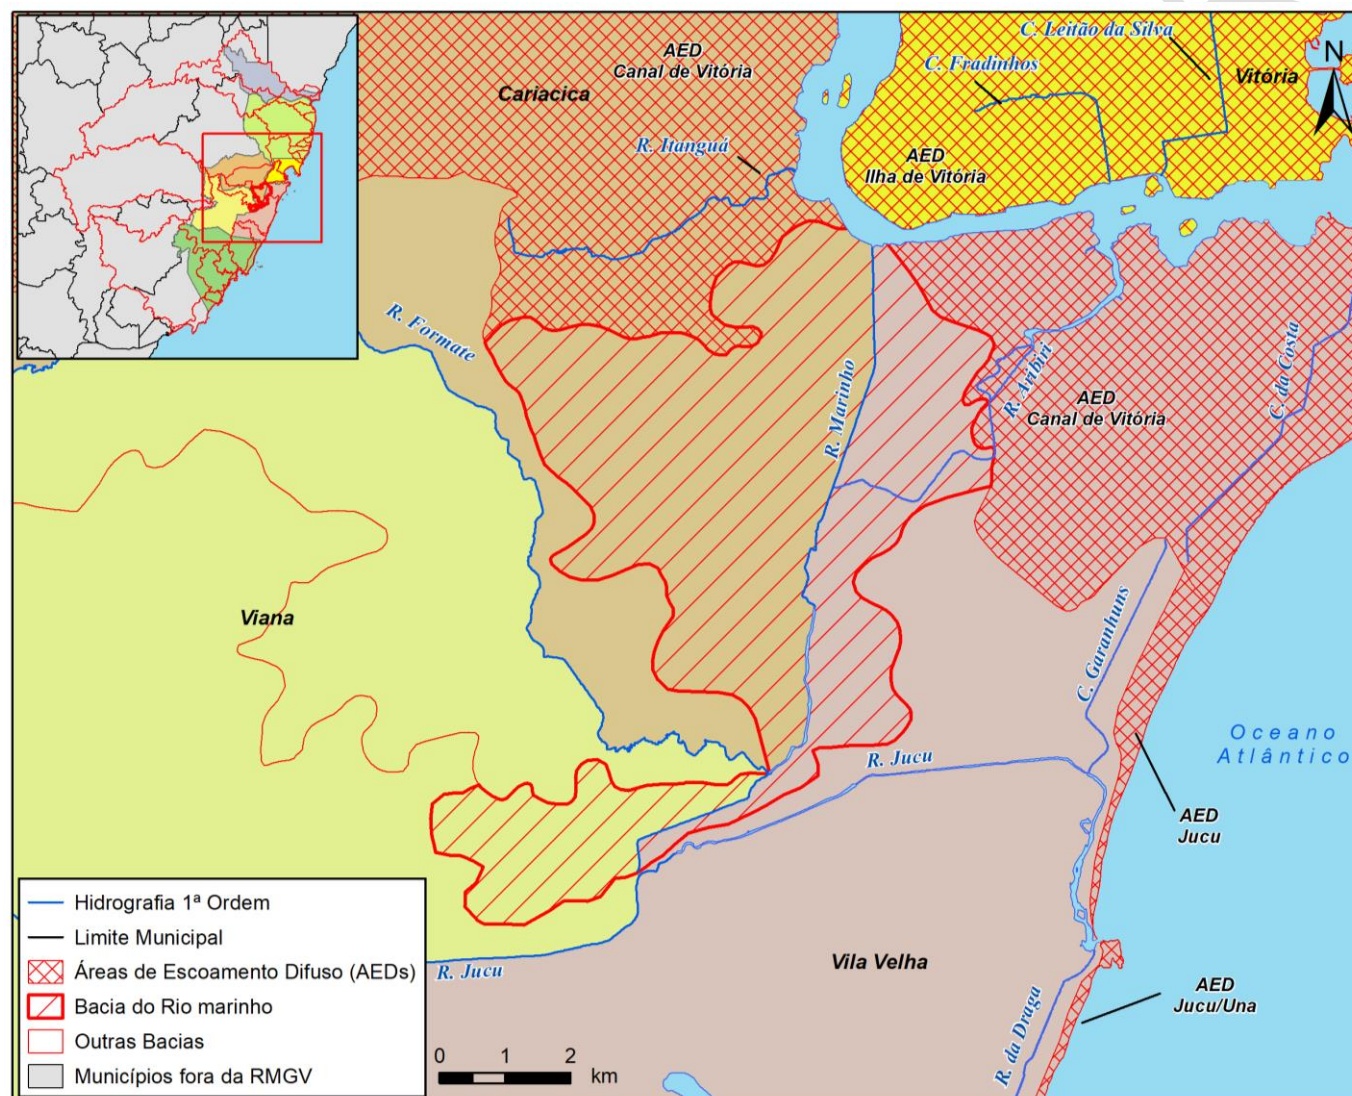 C. Leitão da Silva
AED
Canal de Vitória
C. Fradinhos
Vitória
N
Cariacica
R. Itanguá
AED
Ilha de Vitória
R. Formate
R. Marinho
R. Aribiri
C. da Costa
AED
Canal de Vitória
Viana
C. Garanhuns
Oceano
Atlântico
R. Jucu
AED
Jucu
Hidrografia 1ª Ordem
Limite Municipal
Áreas de Escoamento Difuso (AEDs)
Bacia do Rio marinho
Outras Bacias
Municípios fora da RMGV
R. Jucu
Vila Velha
AED
Jucu/Una
R. da Draga
0 1 2
km